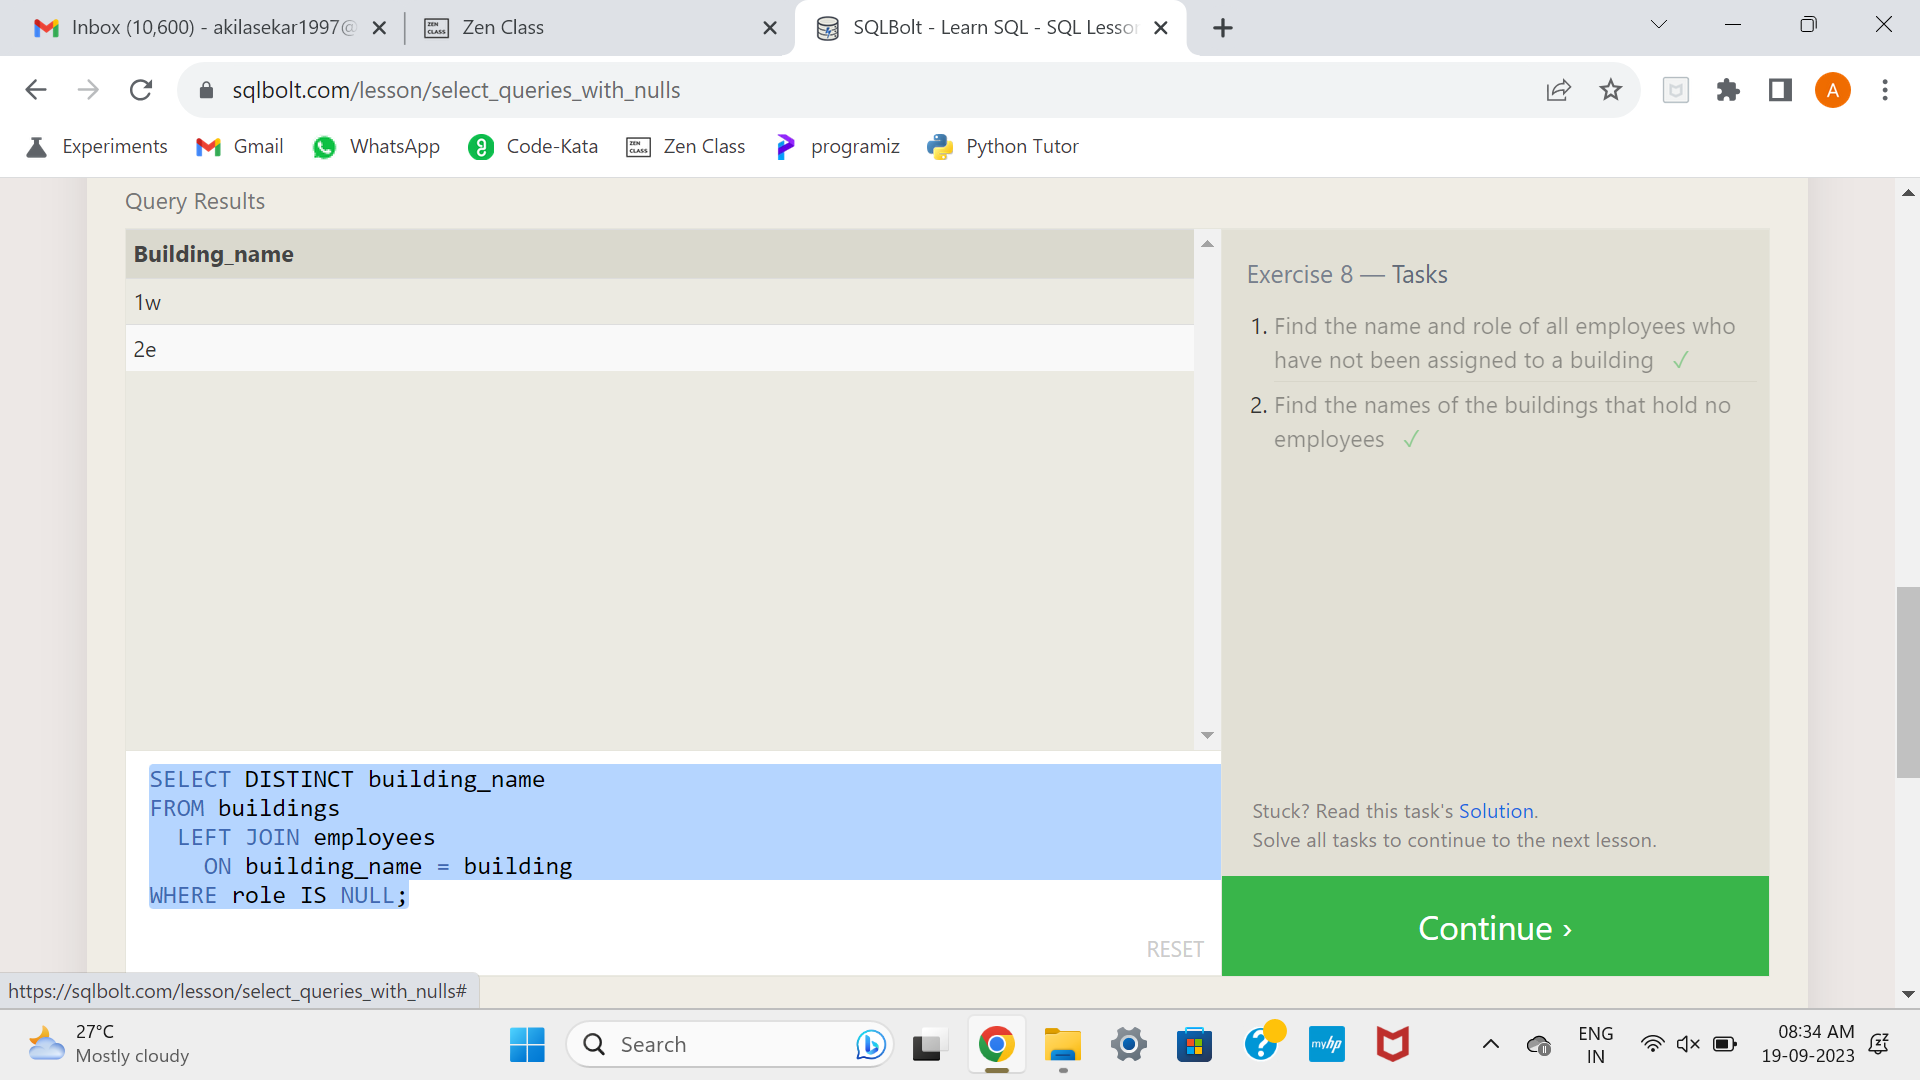 Inbox (10,600) - akilasekar1997@
Zen Class
SQLBolt - Learn SQL - SQL Lesson
sqlbolt.com/lesson/select_queries_with_nulls
A
Experiments
Gmail
WhatsApp
Code-Kata
Zen Class
programiz
Python Tutor
Query Results
Building_name
1w
2e
Exercise 8 — Tasks
1. Find the name and role of all employees who
have not been assigned to a building ✓
2. Find the names of the buildings that hold no
employees ✓
SELECT DISTINCT building_name
FROM buildings
LEFT JOIN employees
ON building_name = building
WHERE role IS NULL;
RESET
Stuck? Read this task's Solution.
Solve all tasks to continue to the next lesson.
Continue ›
https://sqlbolt.com/lesson/select_queries_with_nulls#
27°C
Mostly cloudy
Search
myhp
ENG
IN
08:34 AM
19-09-2023